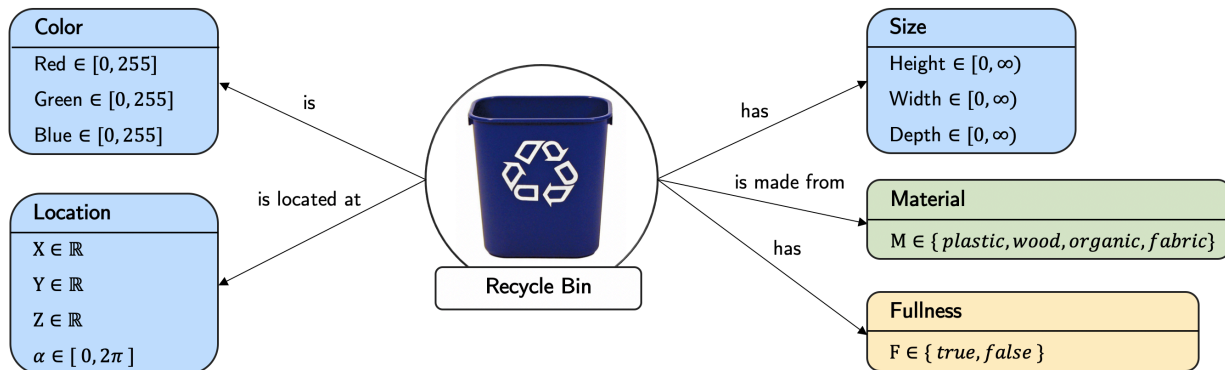 Color
Red ∈ [0, 255]
Green ∈ [0, 255]
Blue ∈ [0, 255]
is
Location
X ∈ ℝ
Y ∈ ℝ
Z ∈ ℝ
α ∈ [ 0, 2π ]
is located at
Recycle Bin
has
Size
Height ∈ [0, ∞)
Width ∈ [0, ∞)
Depth ∈ [0, ∞)
is made from
Material
M ∈ { plastic, wood, organic, fabric}
has
Fullness
F ∈ { true, false }